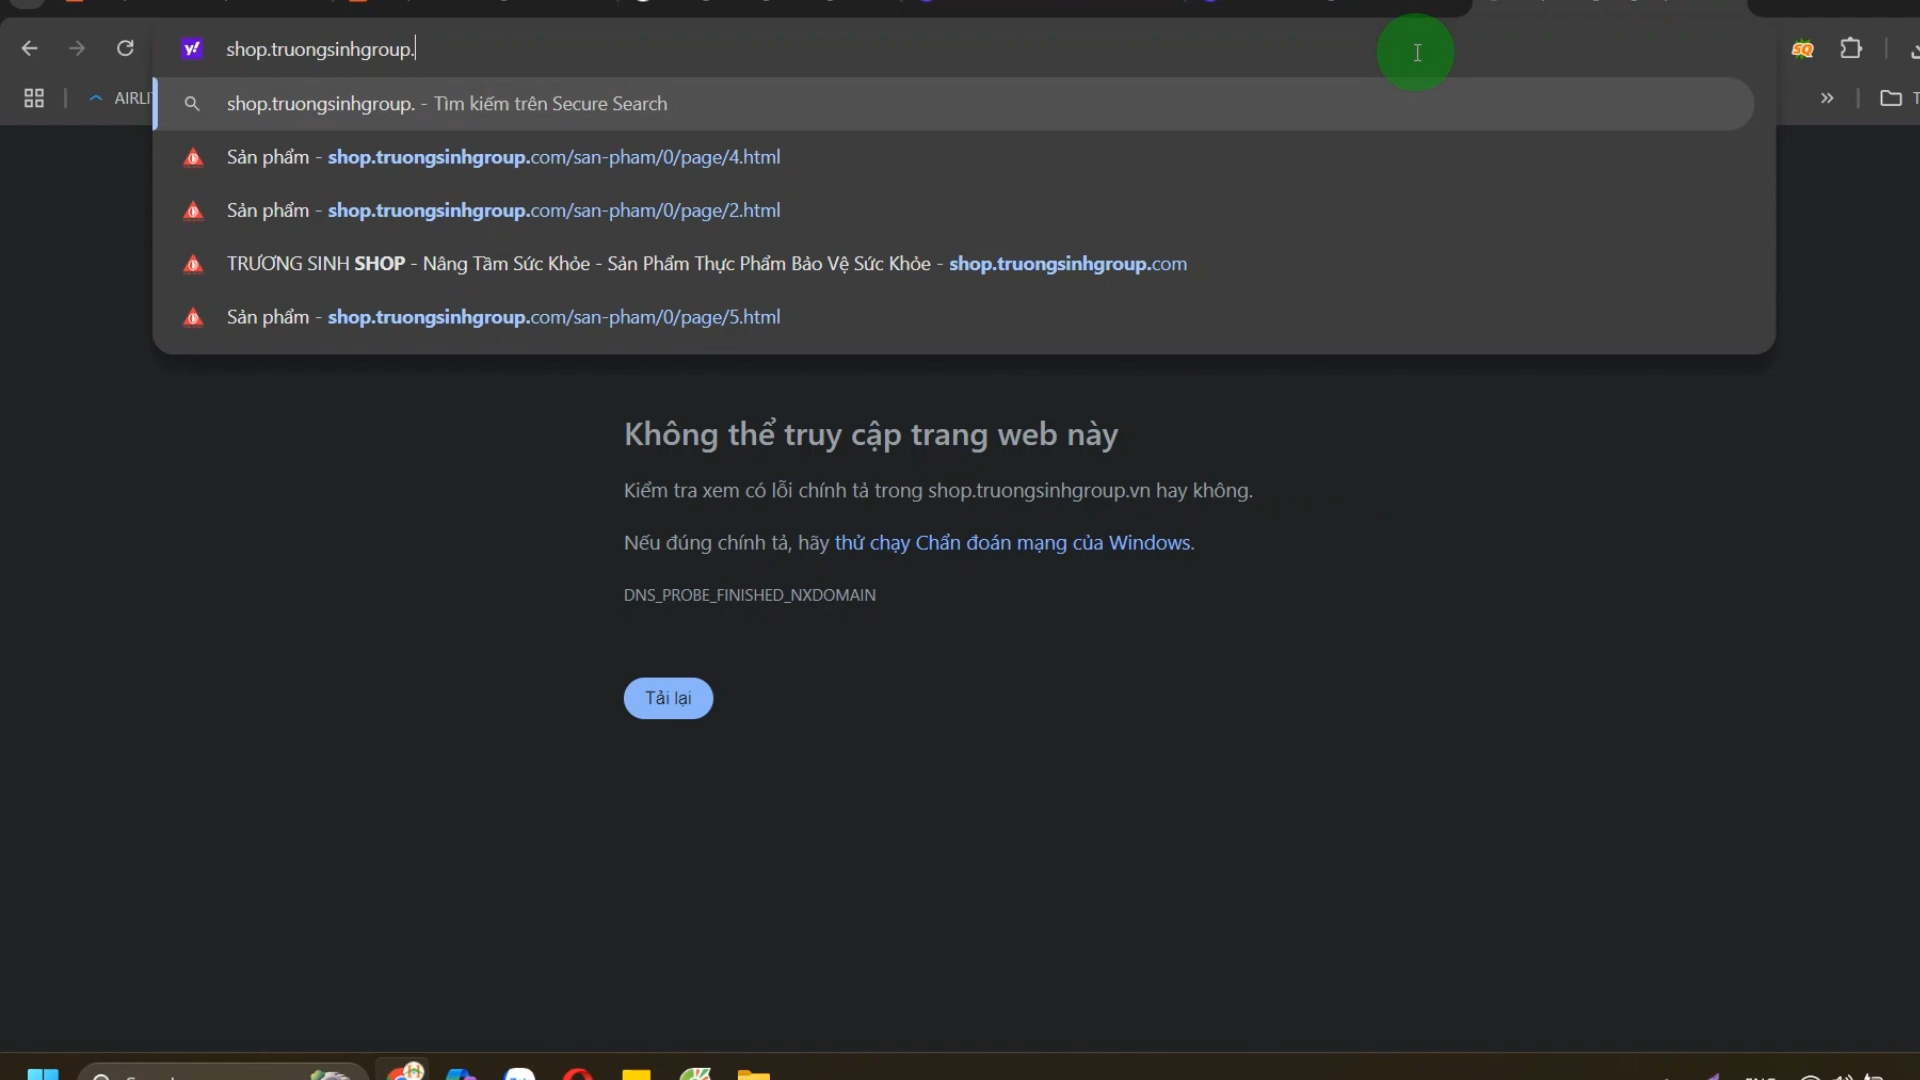 shop.truongsinhgroup.
AIRLI
shop.truongsinhgroup. - Tìm kiếm trên Secure Search
Sản phẩm - shop.truongsinhgroup.com/san-pham/0/page/4.html
Sản phẩm - shop.truongsinhgroup.com/san-pham/0/page/2.html
TRƯƠNG SINH SHOP - Nâng Tầm Sức Khỏe - Sản Phẩm Thực Phẩm Bảo Vệ Sức Khỏe - shop.truongsinhgroup.com
Sản phẩm - shop.truongsinhgroup.com/san-pham/0/page/5.html
Không thể truy cập trang web này
Kiểm tra xem có lỗi chính tả trong shop.truongsinhgroup.vn hay không.
Nếu đúng chính tả, hãy thử chạy Chẩn đoán mạng của Windows.
DNS_PROBE_FINISHED_NXDOMAIN
Tải lại